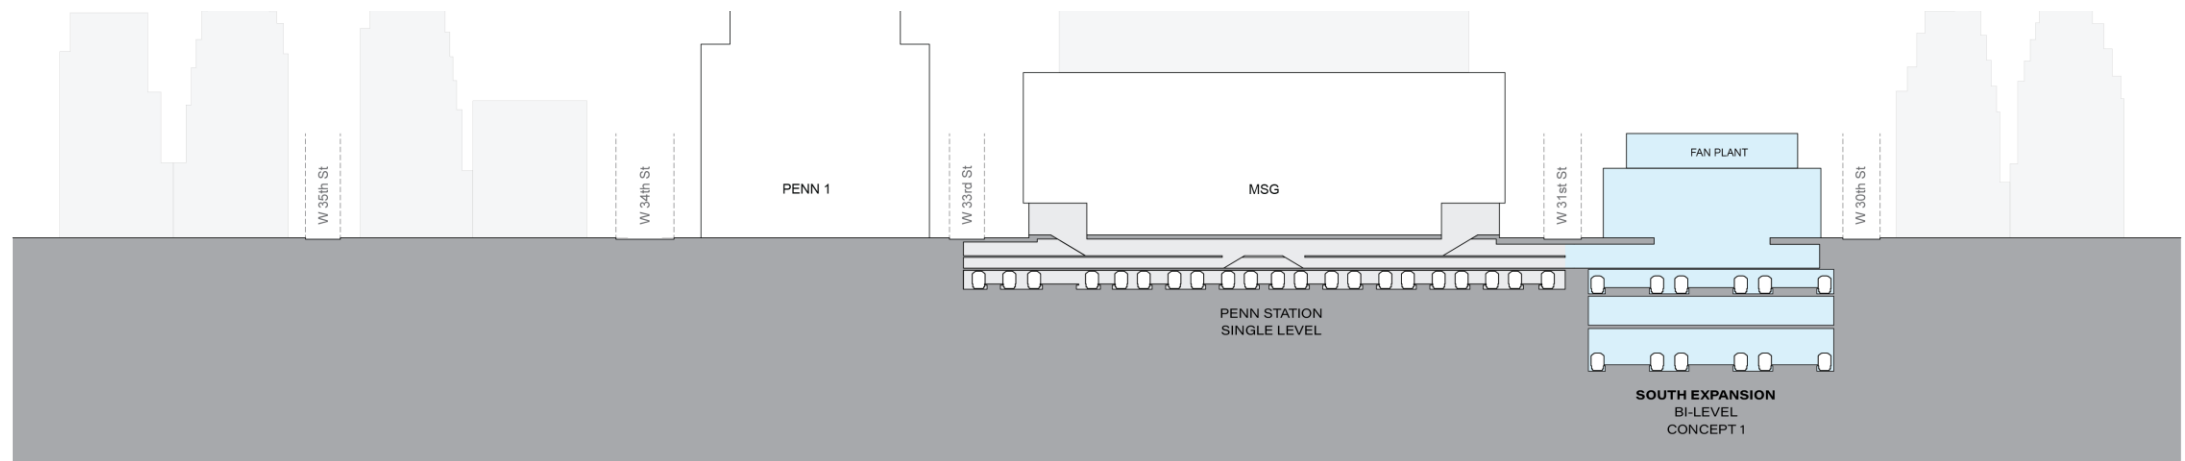 W 35th St
W 34th St
PENN 1
W 33rd St
MSG
W 31st St
FAN PLANT
W 30th St
PENN STATION
SINGLE LEVEL
SOUTH EXPANSION
BI-LEVEL
CONCEPT 1